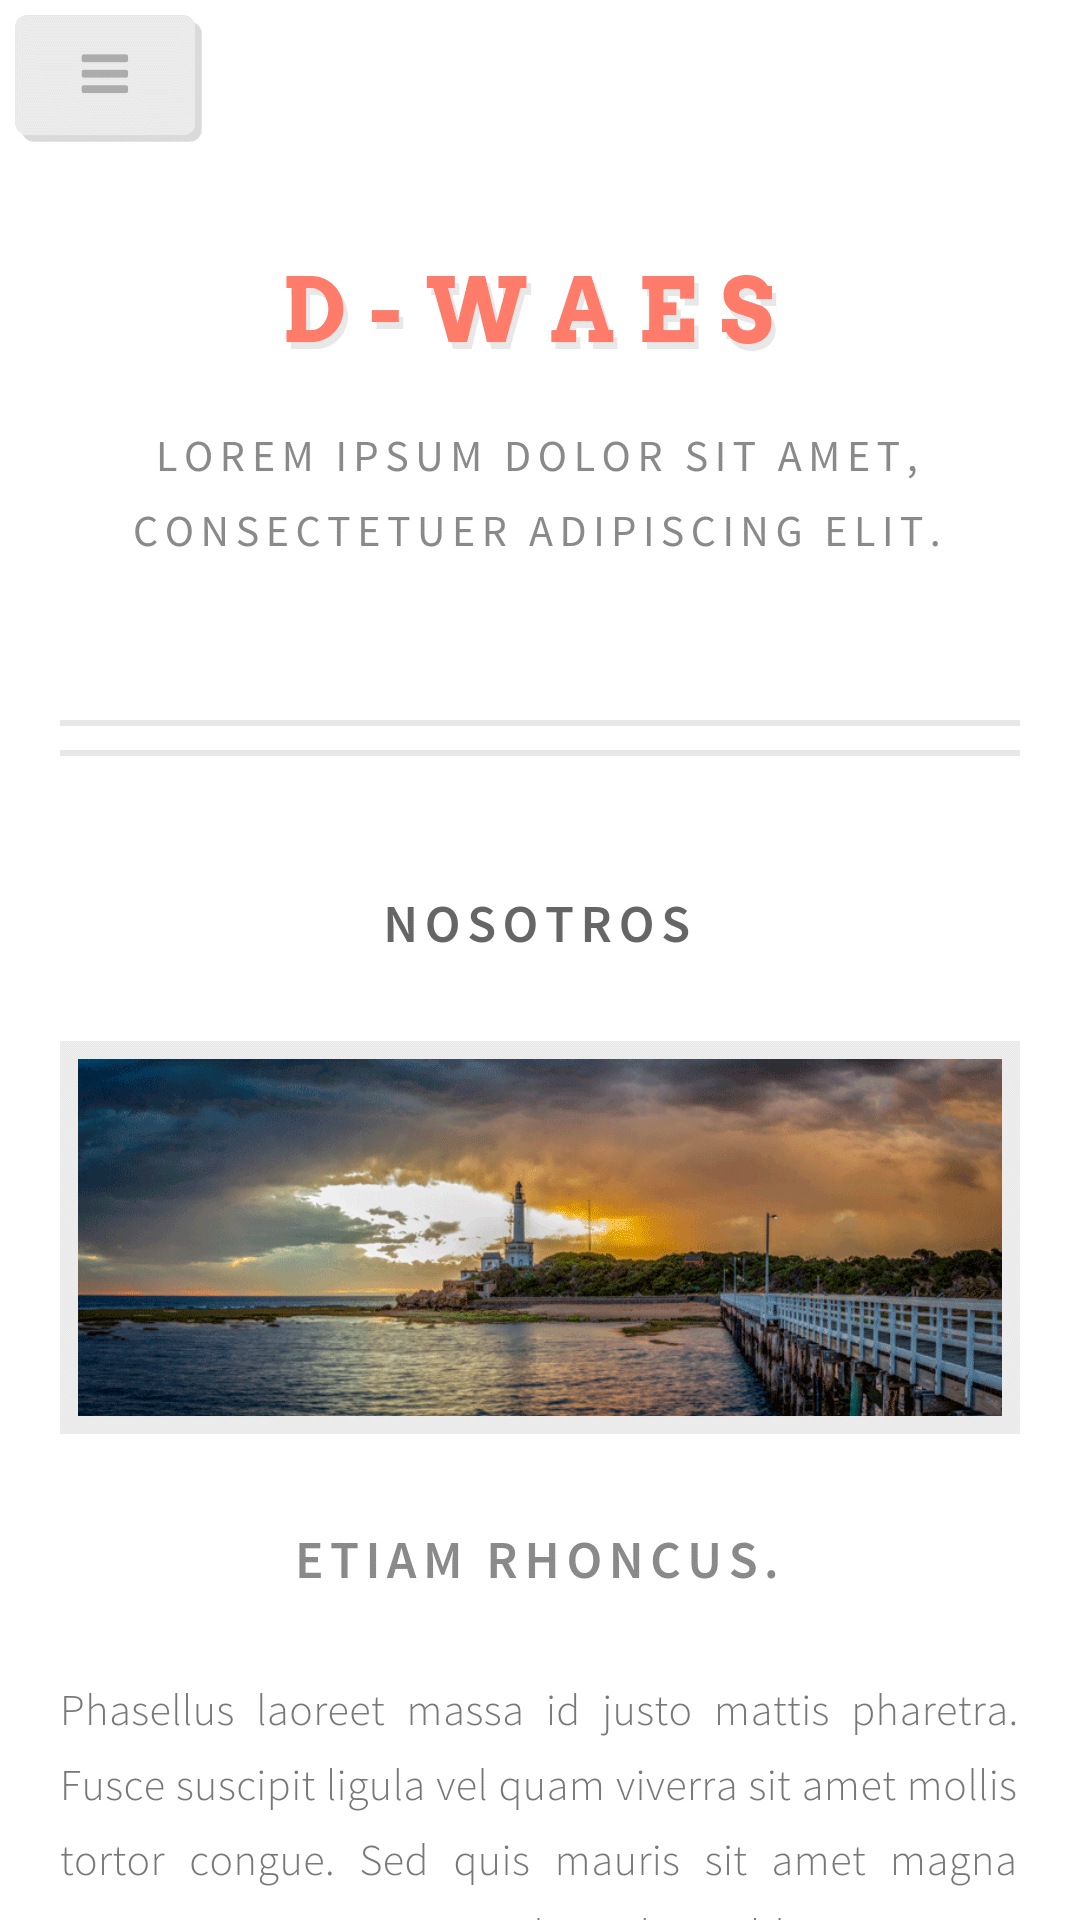 D-WAES
LOREM IPSUM DOLOR SIT AMET,
CONSECTETUER ADIPISCING ELIT.
NOSOTROS
ETIAM RHONCUS.
Phasellus laoreet massa id justo mattis pharetra.
Fusce suscipit ligula vel quam viverra sit amet mollis
tortor congue. Sed quis mauris sit amet magna